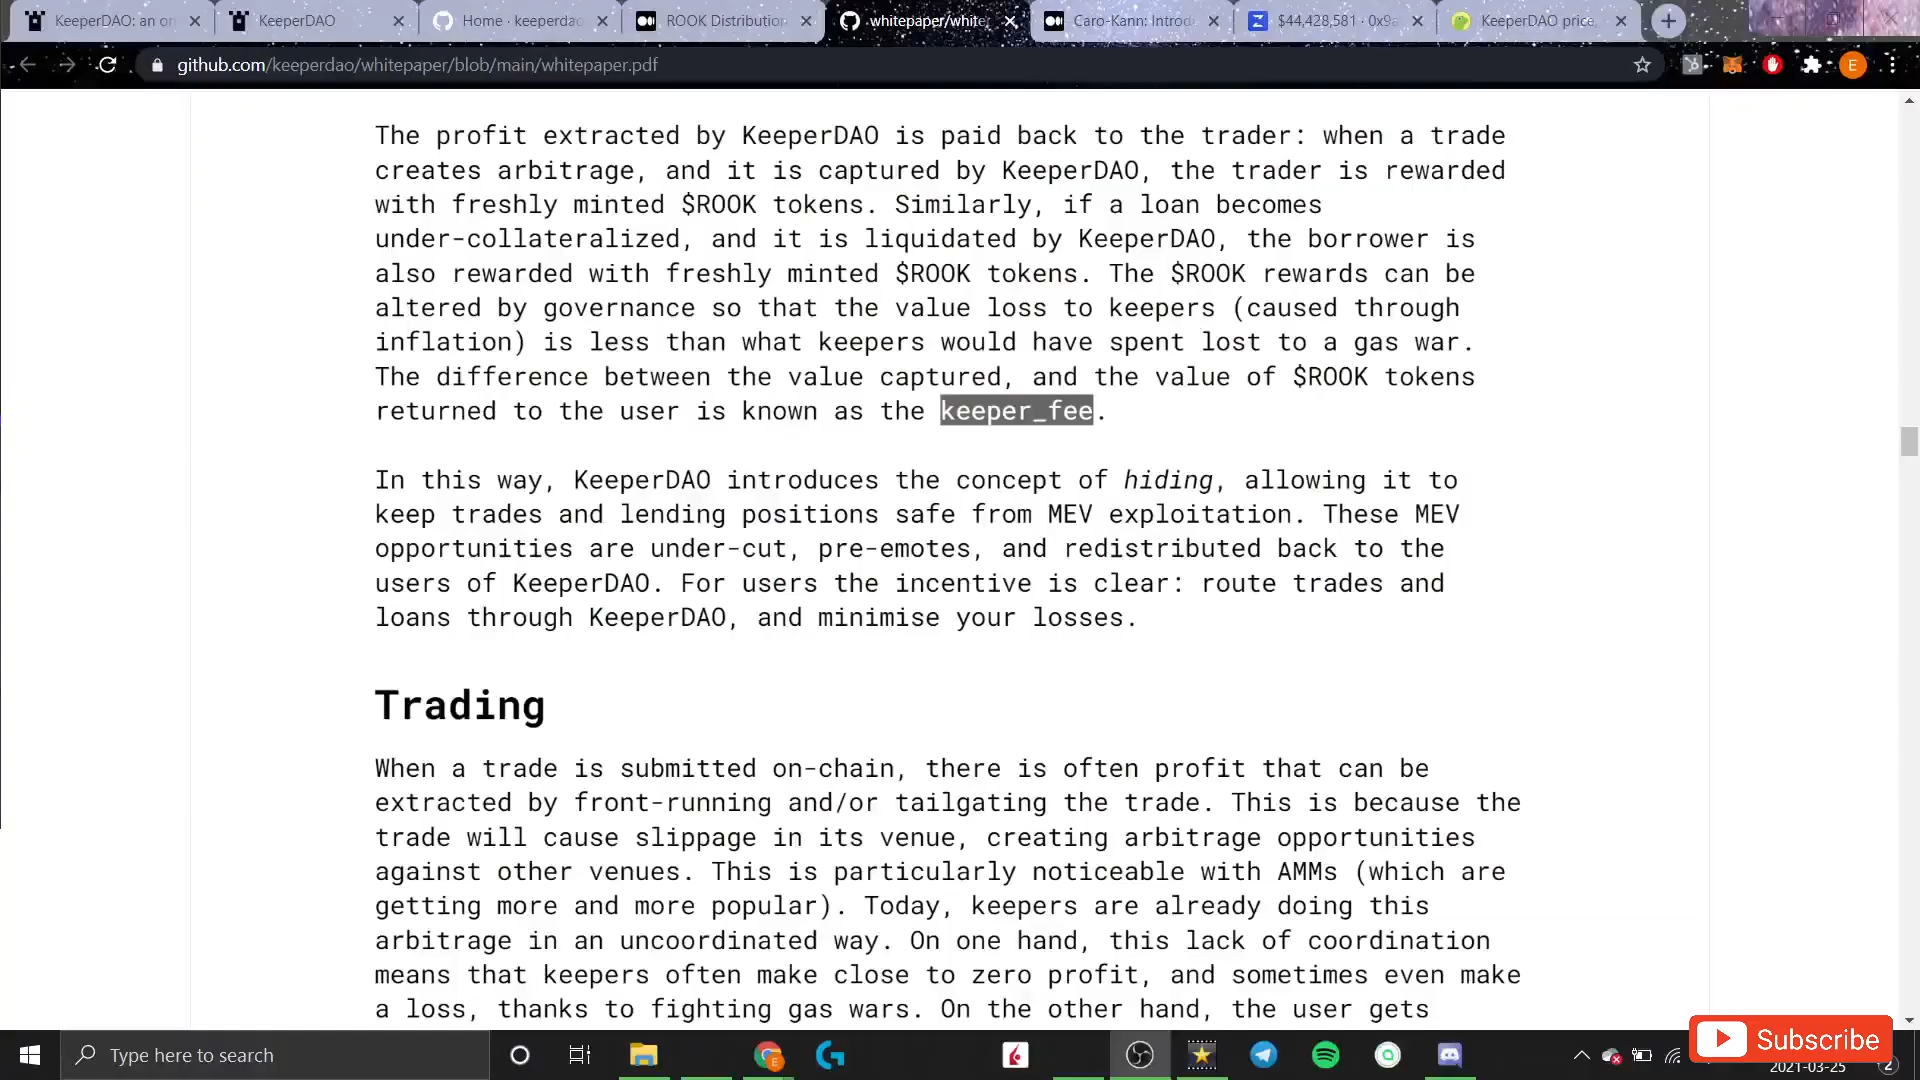 KeeperDAO: an on
KeeperDAO
Home · keeperdao
ROOK Distribution
whitepaper/white
Caro-Kann: Introd
$44,428,581 · 0x9a
KeeperDAO price
github.com/keeperdao/whitepaper/blob/main/whitepaper.pdf
E
The profit extracted by KeeperDAO is paid back to the trader: when a trade
creates arbitrage, and it is captured by KeeperDAO, the trader is rewarded
with freshly minted $ROOK tokens. Similarly, if a loan becomes
under-collateralized, and it is liquidated by KeeperDAO, the borrower is
also rewarded with freshly minted $ROOK tokens. The $ROOK rewards can be
altered by governance so that the value loss to keepers (caused through
inflation) is less than what keepers would have spent lost to a gas war.
The difference between the value captured, and the value of $ROOK tokens
returned to the user is known as the keeper_fee.
In this way, KeeperDAO introduces the concept of hiding, allowing it to
keep trades and lending positions safe from MEV exploitation. These MEV
opportunities are under-cut, pre-emotes, and redistributed back to the
users of KeeperDAO. For users the incentive is clear: route trades and
loans through KeeperDAO, and minimise your losses.
Trading
When a trade is submitted on-chain, there is often profit that can be
extracted by front-running and/or tailgating the trade. This is because the
trade will cause slippage in its venue, creating arbitrage opportunities
against other venues. This is particularly noticeable with AMMs (which are
getting more and more popular). Today, keepers are already doing this
arbitrage in an uncoordinated way. On one hand, this lack of coordination
means that keepers often make close to zero profit, and sometimes even make
a loss, thanks to fighting gas wars. On the other hand, the user gets
Subscribe
Type here to search
2021-03-25
2